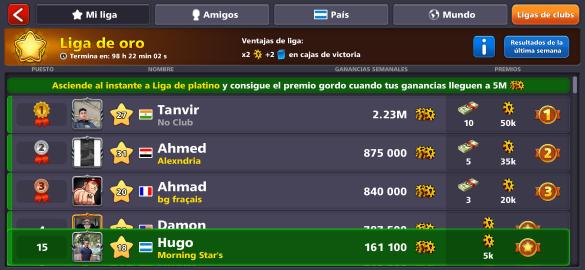 Mi liga
Amigos
País
Mundo
Ligas de clubs
Liga de oro
Termina en: 98 h 22 min 02 s
Ventajas de liga:
x2 +2 en cajas de victoria
i
Resultados de la
última semana
PUESTO NOMBRE GANANCIAS SEMANALES PREMIOS
Asciende al instante a Liga de platino y consigue el premio gordo cuando tus ganancias lleguen a 5M
1 27 Tanvir 2.23M 10 50k 1
No Club
2 31 Ahmed 875 000 5 35k 2
Alexndria
3 20 Ahmad 840 000 3 20k 3
bg fraçais
Damon
15 18 Hugo 161 100 5k
Morning Star's